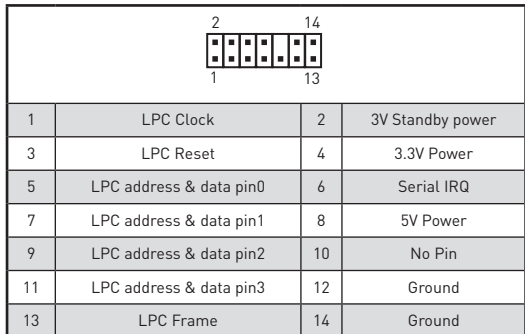 2 14
1 13
1 LPC Clock 2 3V Standby power
3 LPC Reset 4 3.3V Power
5 LPC address & data pin0 6 Serial IRQ
7 LPC address & data pin1 8 5V Power
9 LPC address & data pin2 10 No Pin
11 LPC address & data pin3 12 Ground
13 LPC Frame 14 Ground